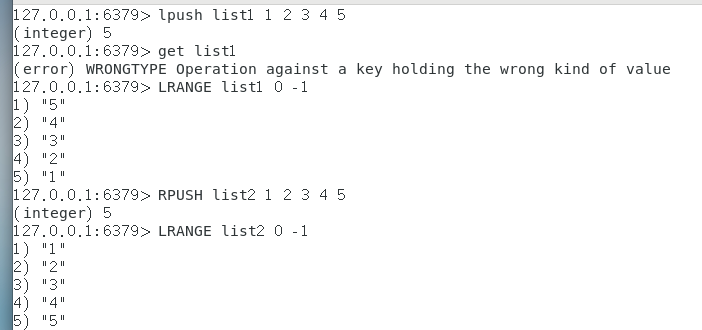 127.0.0.1:6379> lpush list1 1 2 3 4 5
(integer) 5
127.0.0.1:6379> get list1
(error) WRONGTYPE Operation against a key holding the wrong kind of value
127.0.0.1:6379> LRANGE list1 0 -1
1) "5"
2) "4"
3) "3"
4) "2"
5) "1"
127.0.0.1:6379> RPUSH list2 1 2 3 4 5
(integer) 5
127.0.0.1:6379> LRANGE list2 0 -1
1) "1"
2) "2"
3) "3"
4) "4"
5) "5"